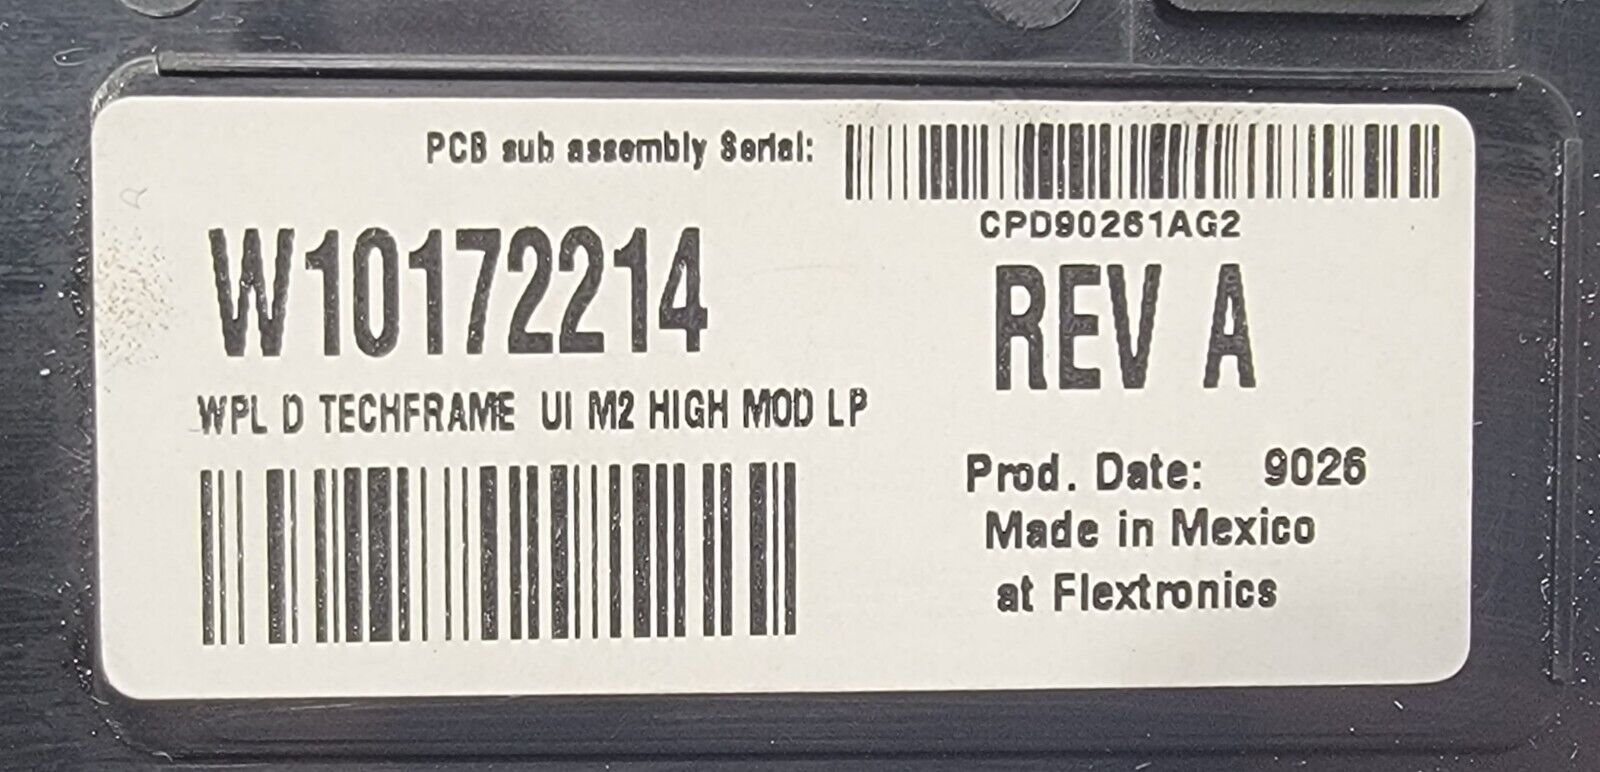 PCB sub assembly Serial:
CPD90261AG2
W10172214
REV A
WPL D TECHFRAME UI M2 HIGH MOD LP
Prod. Date: 9026
Made in Mexico
at Flextronics